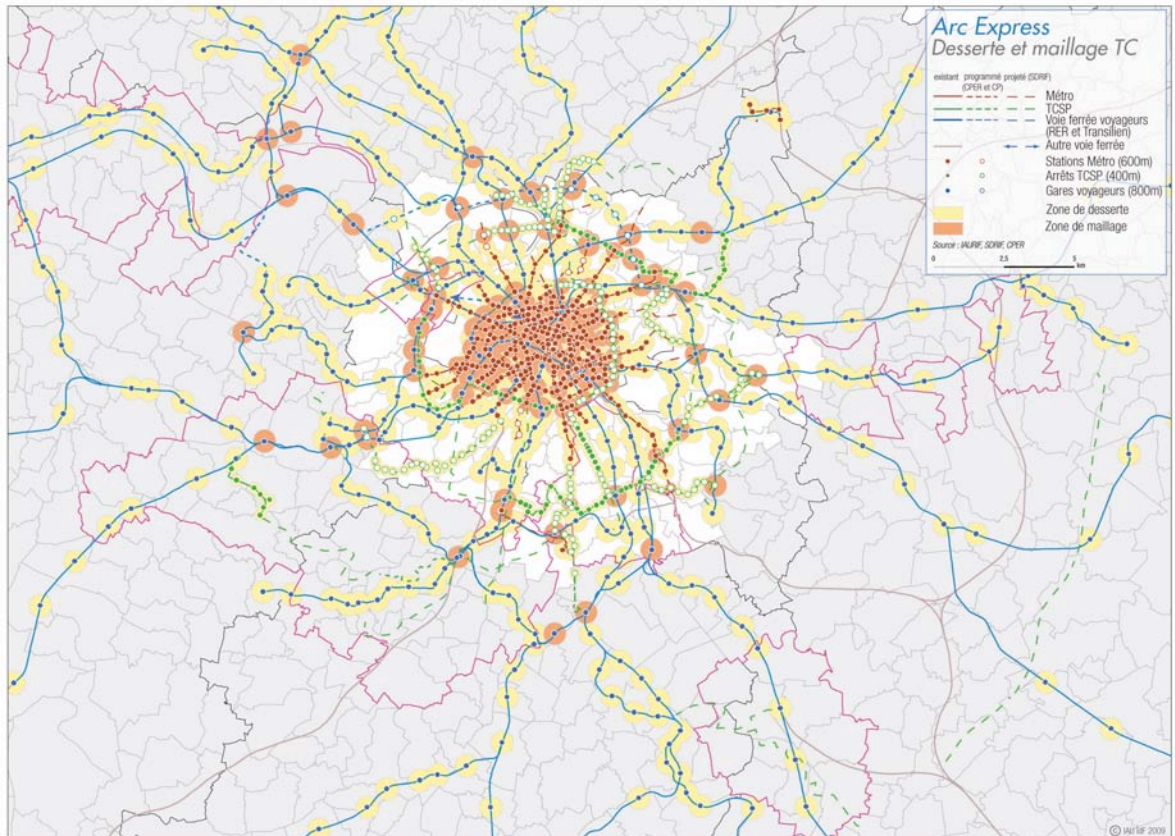 Arc Express
Desserte et maillage TC
existant programmé projeté (SDRIF)
(CPER et CP)
Métro
TCSP
Voie ferrée voyageurs
(RER et Transilien)
Autre voie ferrée
Stations Métro (600m)
Arrêts TCSP (400m)
Gares voyageurs (800m)
Zone de desserte
Zone de maillage
Source : IAURIF, SDRIF, CPER
0 2,5 5
km
© IAURIF 2009